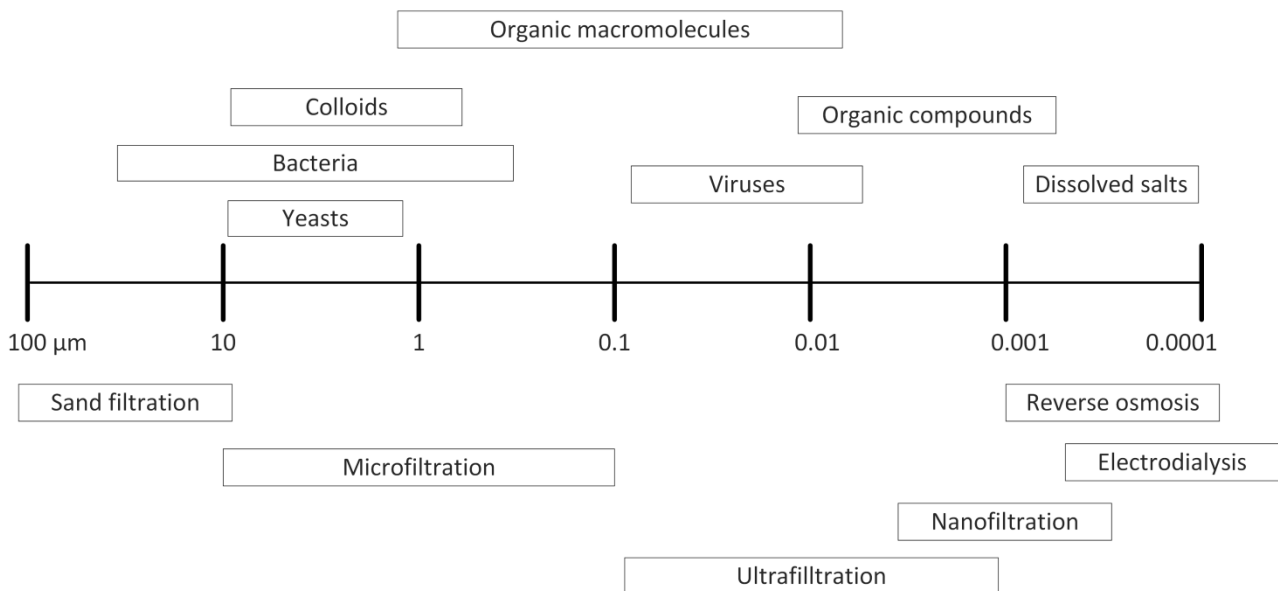 Organic macromolecules
Colloids
Organic compounds
Bacteria
Viruses
Dissolved salts
Yeasts
100 µm
10
1
0.1
0.01
0.001
0.0001
Sand filtration
Reverse osmosis
Microfiltration
Electrodialysis
Nanofiltration
Ultrafilltration